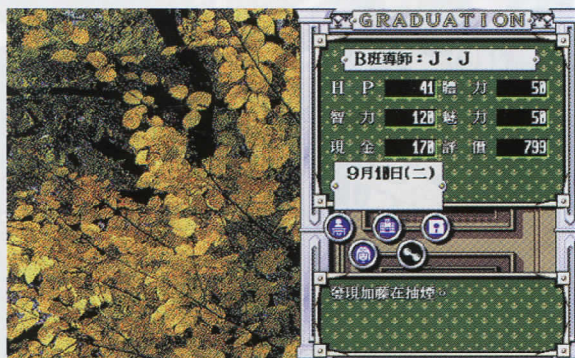 GRADUATION
B班導師：J・J
HP 41 體力 50
智力 120 魅力 50
現金 170 評價 799
9月10日(二)
發現加藤在抽煙。